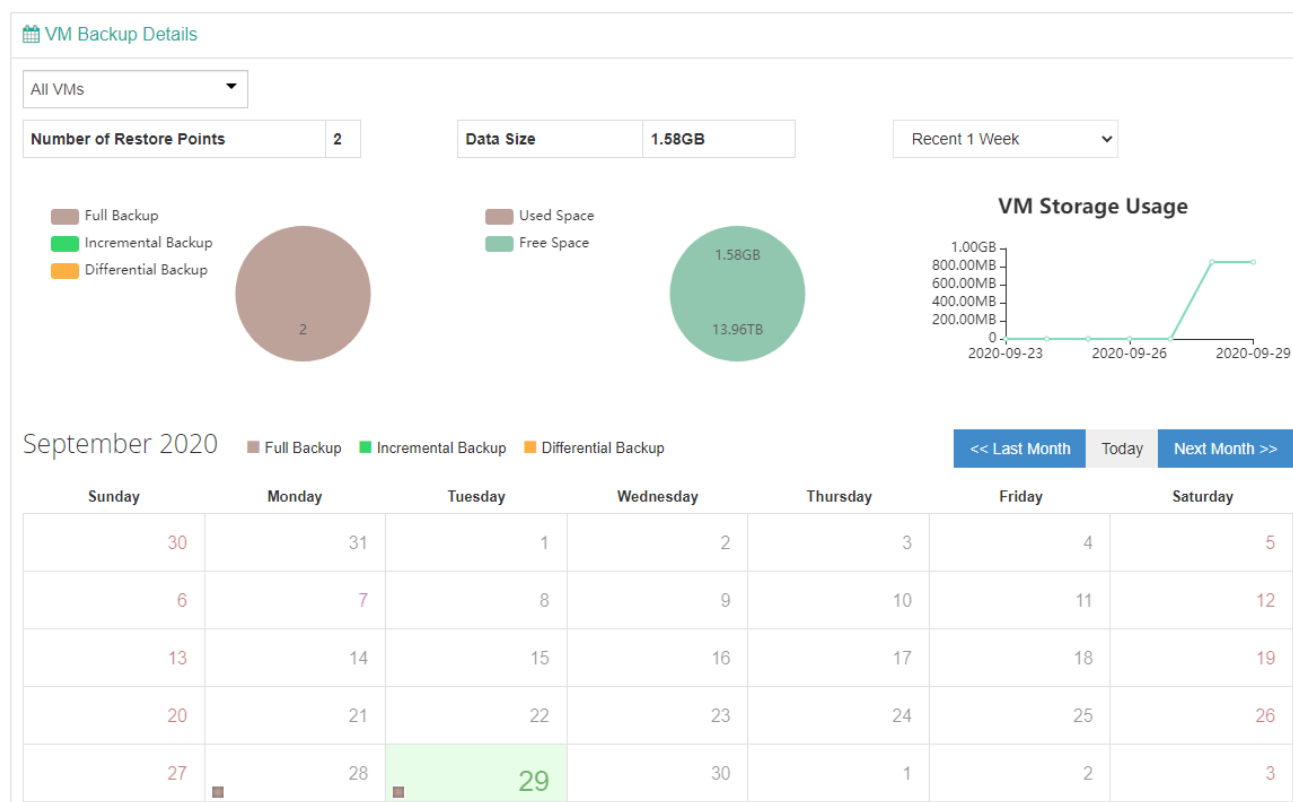 VM Backup Details
All VMs
Number of Restore Points 2 Data Size 1.58GB Recent 1 Week
Full Backup
Incremental Backup
Differential Backup
2
Used Space
Free Space
1.58GB
13.96TB
VM Storage Usage
1.00GB
800.00MB
600.00MB
400.00MB
200.00MB
0
2020-09-23 2020-09-26 2020-09-29
September 2020 Full Backup Incremental Backup Differential Backup << Last Month Today Next Month >>
Sunday Monday Tuesday Wednesday Thursday Friday Saturday
30 31 1 2 3 4 5
6 7 8 9 10 11 12
13 14 15 16 17 18 19
20 21 22 23 24 25 26
27 28 29 30 1 2 3